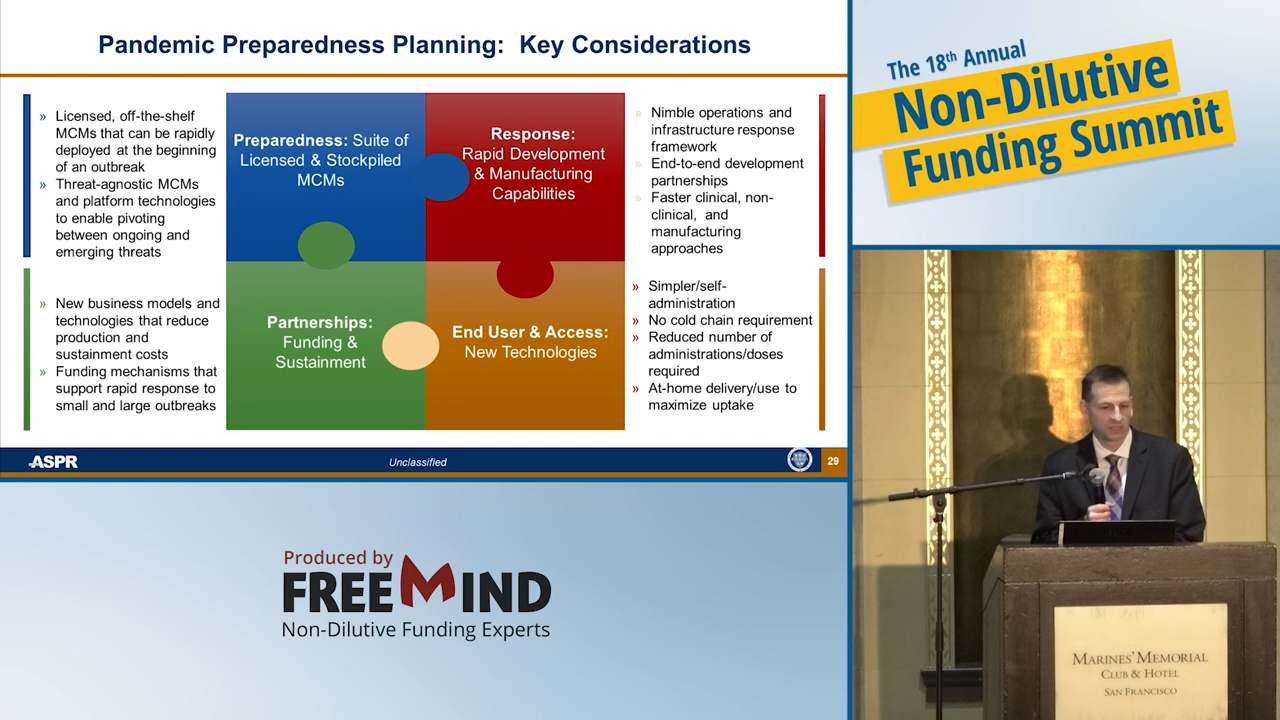 Pandemic Preparedness Planning: Key Considerations
» Licensed, off-the-shelf
MCMs that can be rapidly
deployed at the beginning
of an outbreak
» Threat-agnostic MCMs
and platform technologies
to enable pivoting
between ongoing and
emerging threats
Preparedness: Suite of
Licensed & Stockpiled
MCMs
Response:
Rapid Development
& Manufacturing
Capabilities
» Nimble operations and
infrastructure response
framework
» End-to-end development
partnerships
» Faster clinical, non-
clinical, and
manufacturing
approaches
» New business models and
technologies that reduce
production and
sustainment costs
» Funding mechanisms that
support rapid response to
small and large outbreaks
Partnerships:
Funding &
Sustainment
End User & Access:
New Technologies
» Simpler/self-
administration
» No cold chain requirement
» Reduced number of
administrations/doses
required
» At-home delivery/use to
maximize uptake
ASPR
Unclassified
29
The 18th Annual
Non-Dilutive
Funding Summit
Produced by
FREEMIND
Non-Dilutive Funding Experts
MARINES' MEMORIAL
CLUB & HOTEL
SAN FRANCISCO